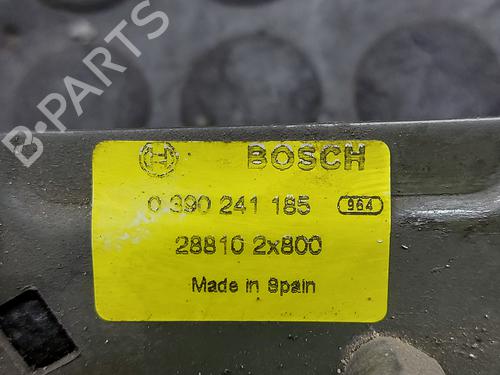 B-PARTS
BOSCH
0 390 241 185 964
28810 2x800
Made in Spain